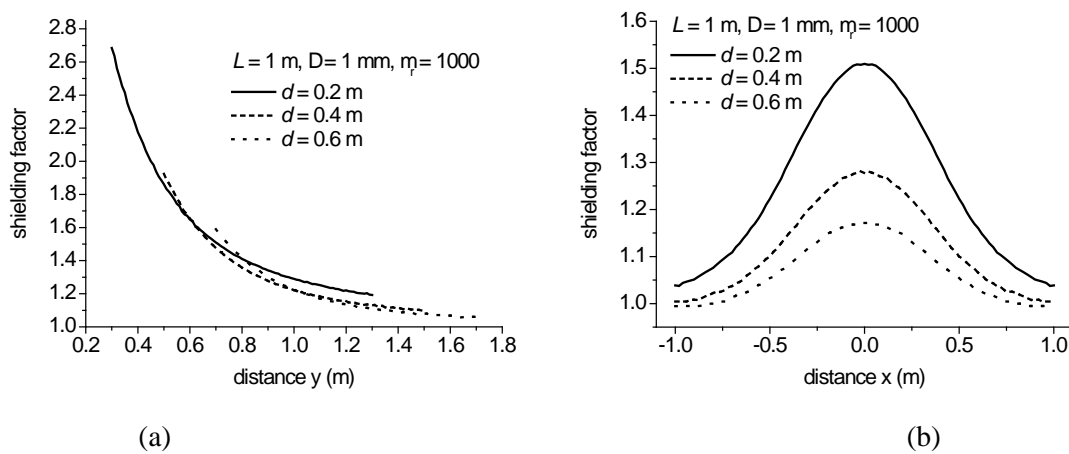 2.8
2.6
2.4
2.2
2.0
1.8
1.6
1.4
1.2
1.0
shielding factor
L = 1 m, D= 1 mm, m_r= 1000
d = 0.2 m
d = 0.4 m
d = 0.6 m
0.2 0.4 0.6 0.8 1.0 1.2 1.4 1.6 1.8
distance y (m)
(a)
1.6
1.5
1.4
1.3
1.2
1.1
1.0
shielding factor
L = 1 m, D= 1 mm, m_r= 1000
d = 0.2 m
d = 0.4 m
d = 0.6 m
-1.0 -0.5 0.0 0.5 1.0
distance x (m)
(b)